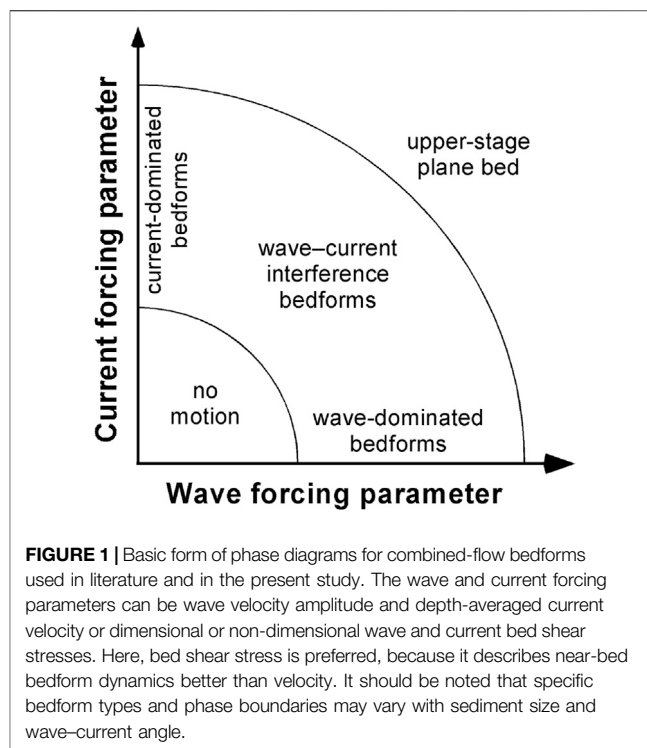 Current forcing parameter
current-dominated
bedforms
upper-stage
plane bed
wave–current
interference
bedforms
no
motion
wave-dominated
bedforms
Wave forcing parameter
FIGURE 1 | Basic form of phase diagrams for combined-flow bedforms
used in literature and in the present study. The wave and current forcing
parameters can be wave velocity amplitude and depth-averaged current
velocity or dimensional or non-dimensional wave and current bed shear
stresses. Here, bed shear stress is preferred, because it describes near-bed
bedform dynamics better than velocity. It should be noted that specific
bedform types and phase boundaries may vary with sediment size and
wave–current angle.